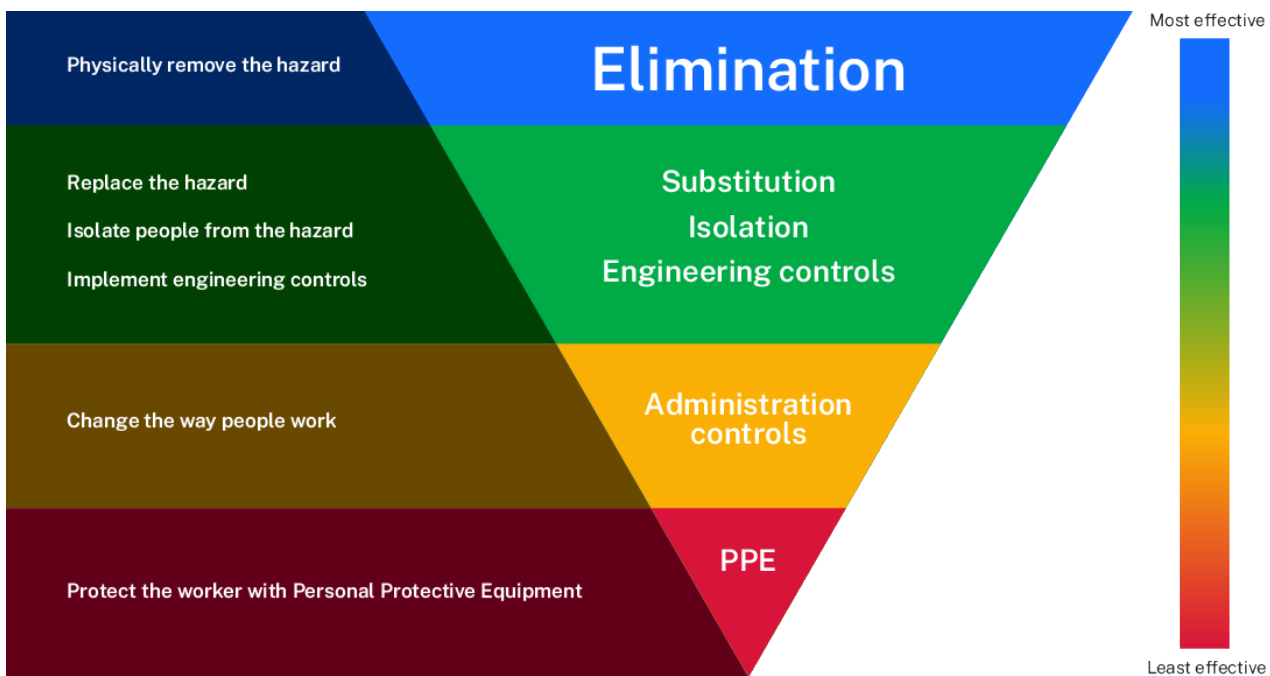 Most effective
Physically remove the hazard
Elimination
Replace the hazard
Substitution
Isolate people from the hazard
Isolation
Implement engineering controls
Engineering controls
Change the way people work
Administration
controls
Protect the worker with Personal Protective Equipment
PPE
Least effective